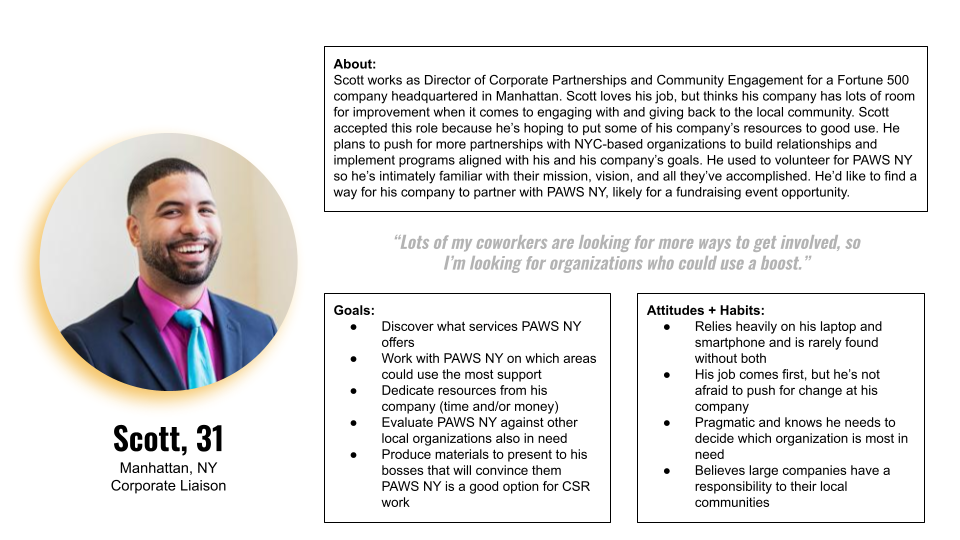 About:
Scott works as Director of Corporate Partnerships and Community Engagement for a Fortune 500
company headquartered in Manhattan. Scott loves his job, but thinks his company has lots of room
for improvement when it comes to engaging with and giving back to the local community. Scott
accepted this role because he’s hoping to put some of his company’s resources to good use. He
plans to push for more partnerships with NYC-based organizations to build relationships and
implement programs aligned with his and his company’s goals. He used to volunteer for PAWS NY
so he’s intimately familiar with their mission, vision, and all they’ve accomplished. He’d like to find a
way for his company to partner with PAWS NY, likely for a fundraising event opportunity.
“Lots of my coworkers are looking for more ways to get involved, so
I’m looking for organizations who could use a boost.”
Scott, 31
Manhattan, NY
Corporate Liaison
Goals:
● Discover what services PAWS NY
offers
● Work with PAWS NY on which areas
could use the most support
● Dedicate resources from his
company (time and/or money)
● Evaluate PAWS NY against other
local organizations also in need
● Produce materials to present to his
bosses that will convince them
PAWS NY is a good option for CSR
work
Attitudes + Habits:
● Relies heavily on his laptop and
smartphone and is rarely found
without both
● His job comes first, but he’s not
afraid to push for change at his
company
● Pragmatic and knows he needs to
decide which organization is most in
need
● Believes large companies have a
responsibility to their local
communities